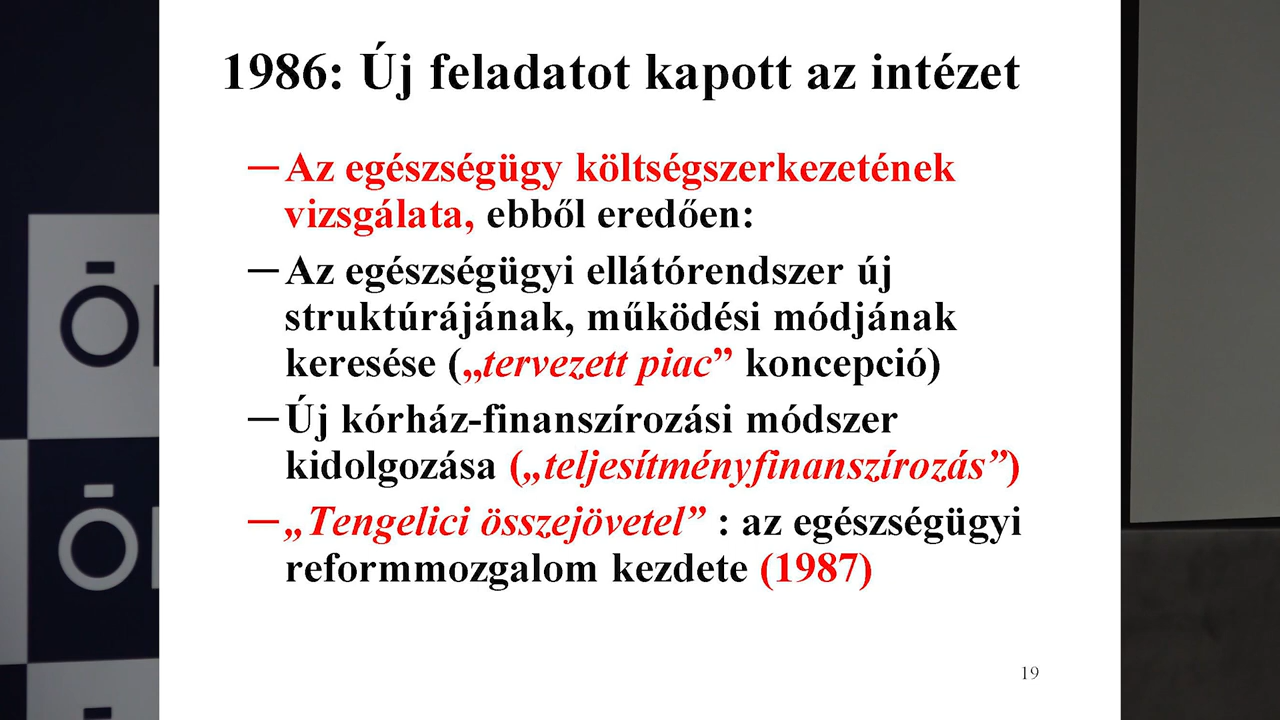 1986: Új feladatot kapott az intézet
─ Az egészségügy költségszerkezetének
vizsgálata, ebből eredően:
─ Az egészségügyi ellátórendszer új
struktúrájának, működési módjának
keresése („tervezett piac” koncepció)
─ Új kórház-finanszírozási módszer
kidolgozása („teljesítményfinanszírozás”)
─ „Tengelici összejövetel” : az egészségügyi
reformmozgalom kezdete (1987)
19